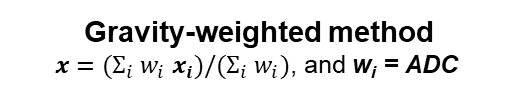 Gravity-weighted method
x = (Σᵢ wᵢ xᵢ)/(Σᵢ wᵢ), and wᵢ = ADC